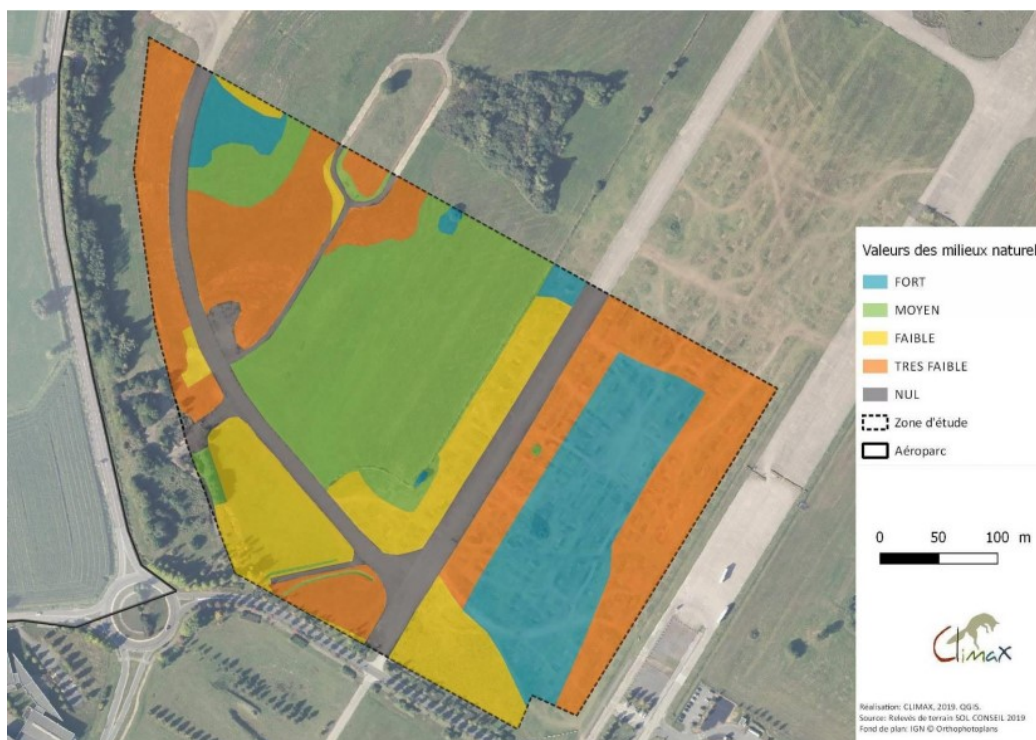 Valeurs des milieux naturel
FORT
MOYEN
FAIBLE
TRES FAIBLE
NUL
Zone d'étude
Aéroparc
0 50 100 m
Climax
Réalisation: CLIMAX, 2019. QGIS.
Source: Relevés de terrain SOL CONSEIL 2019
Fond de plan: IGN © Orthophotoplans